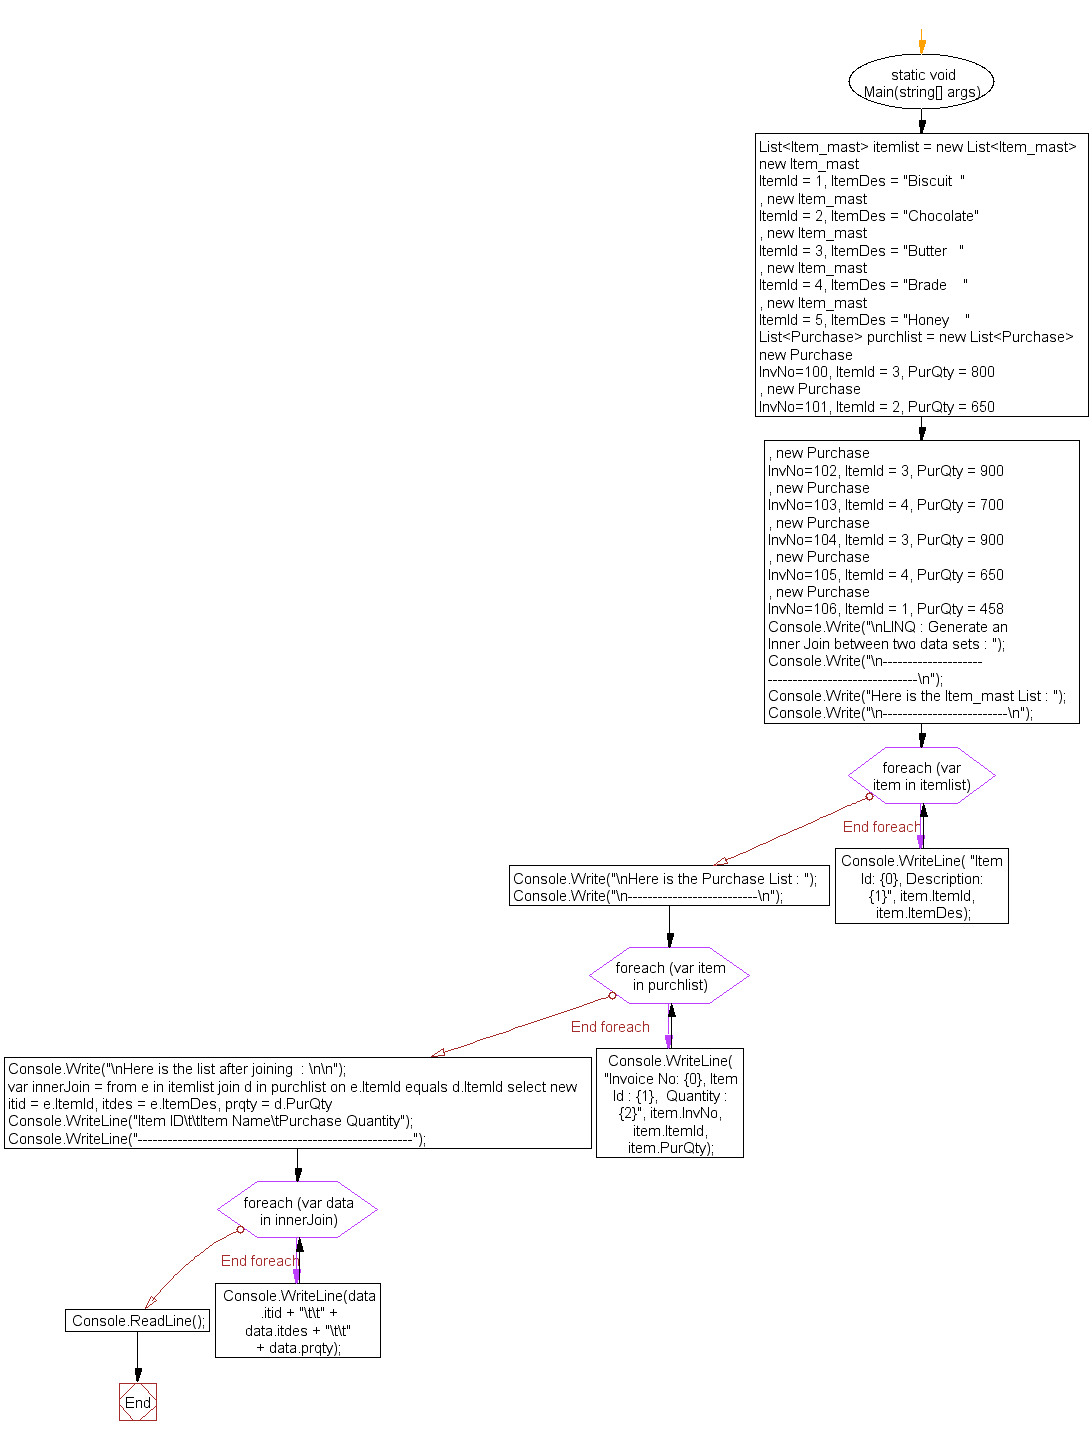 static void
Main(string[] args)
List<Item_mast> itemlist = new List<Item_mast>
new Item_mast
ItemId = 1, ItemDes = "Biscuit  "
, new Item_mast
ItemId = 2, ItemDes = "Chocolate"
, new Item_mast
ItemId = 3, ItemDes = "Butter   "
, new Item_mast
ItemId = 4, ItemDes = "Brade    "
, new Item_mast
ItemId = 5, ItemDes = "Honey    "
List<Purchase> purchlist = new List<Purchase>
new Purchase
InvNo=100, ItemId = 3, PurQty = 800
, new Purchase
InvNo=101, ItemId = 2, PurQty = 650
, new Purchase
InvNo=102, ItemId = 3, PurQty = 900
, new Purchase
InvNo=103, ItemId = 4, PurQty = 700
, new Purchase
InvNo=104, ItemId = 3, PurQty = 900
, new Purchase
InvNo=105, ItemId = 4, PurQty = 650
, new Purchase
InvNo=106, ItemId = 1, PurQty = 458
Console.Write("\nLINQ : Generate an
Inner Join between two data sets : ");
Console.Write("\n--------------------
------------------------------\n");
Console.Write("Here is the Item_mast List : ");
Console.Write("\n-------------------------\n");
foreach (var
item in itemlist)
End foreach
Console.WriteLine( "Item
Id: {0}, Description:
{1}", item.ItemId,
item.ItemDes);
Console.Write("\nHere is the Purchase List : ");
Console.Write("\n--------------------------\n");
foreach (var item
in purchlist)
End foreach
Console.WriteLine(
"Invoice No: {0}, Item
Id : {1},  Quantity :
{2}", item.InvNo,
item.ItemId,
item.PurQty);
Console.Write("\nHere is the list after joining  : \n\n");
var innerJoin = from e in itemlist join d in purchlist on e.ItemId equals d.ItemId select new
itid = e.ItemId, itdes = e.ItemDes, prqty = d.PurQty
Console.WriteLine("Item ID\t\tItem Name\tPurchase Quantity");
Console.WriteLine("-------------------------------------------------------");
foreach (var data
in innerJoin)
End foreach
Console.WriteLine(data
.itid + "\t\t" +
data.itdes + "\t\t"
+ data.prqty);
Console.ReadLine();
End